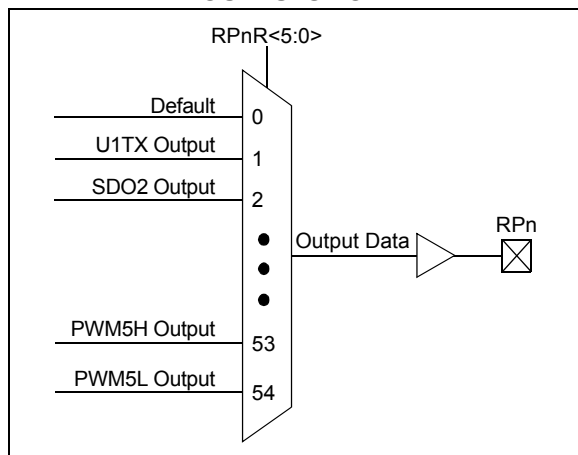 RPnR<5:0>
Default
0
U1TX Output
1
SDO2 Output
2
Output Data
RPn
PWM5H Output
53
PWM5L Output
54